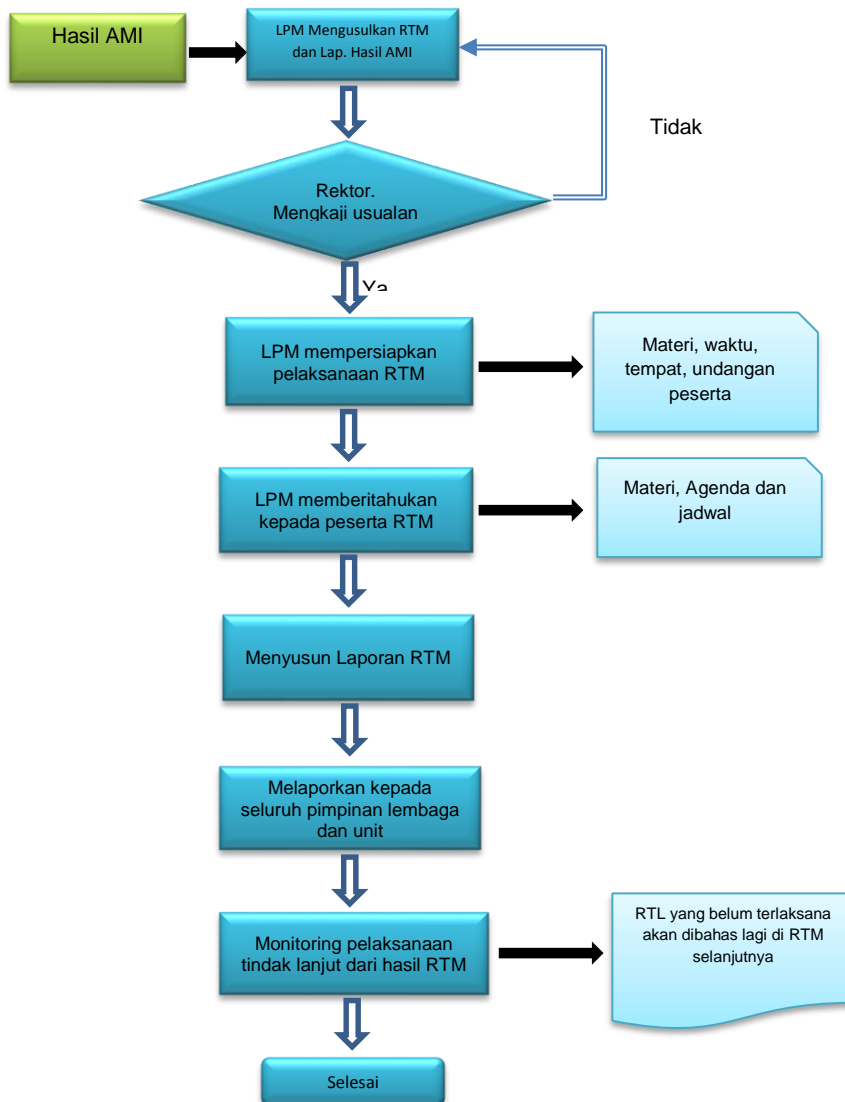 Hasil AMI
LPM Mengusulkan RTM
dan Lap. Hasil AMI
Tidak
Rektor.
Mengkaji usualan
Ya
LPM mempersiapkan
pelaksanaan RTM
Materi, waktu,
tempat, undangan
peserta
LPM memberitahukan
kepada peserta RTM
Materi, Agenda dan
jadwal
Menyusun Laporan RTM
Melaporkan kepada
seluruh pimpinan lembaga
dan unit
Monitoring pelaksanaan
tindak lanjut dari hasil RTM
RTL yang belum terlaksana
akan dibahas lagi di RTM
selanjutnya
Selesai